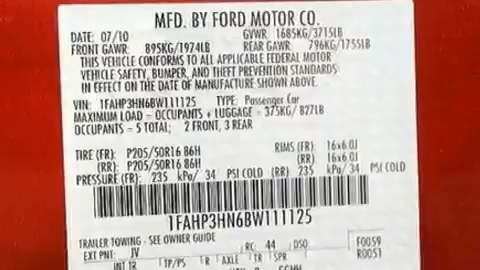 MFD. BY FORD MOTOR CO.
DATE: 07/10 GVWR 1685KG/3715LB
FRONT GAWR: 895KG/1974LB REAR GAWR: 796KG/1755LB
THIS VEHICLE CONFORMS TO ALL APPLICABLE FEDERAL MOTOR
VEHICLE SAFETY, BUMPER, AND THEFT PREVENTION STANDARDS
IN EFFECT ON THE DATE OF MANUFACTURE SHOWN ABOVE.
VIN: 1FAHP3HN6BW111125 TYPE: Passenger Car
MAXIMUM LOAD = OCCUPANTS + LUGGAGE = 375KG/ 827LB
OCCUPANTS = 5 TOTAL; 2 FRONT, 3 REAR
TIRE (FR): P205/50R16 86H RIMS (FR): 16x6.0J
(RR): P205/50R16 86H (RR): 16x6.0J
PRESSURE (FR): 235 kPa/ 34 PSI COLD (RR): 235 kPa/ 34 PSI COLD
1FAHP3HN6BW111125
TRAILER TOWING - SEE OWNER GUIDE
EXT PNT: JV RC: 44 DSO: F0059
R0051
INT TR TP/PS R AXLE TR SPR